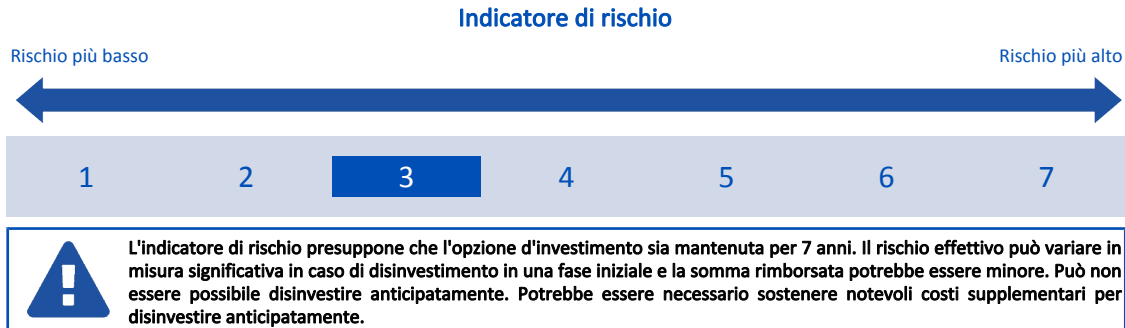 Indicatore di rischio
Rischio più basso Rischio più alto
1 2 3 4 5 6 7
L'indicatore di rischio presuppone che l'opzione d'investimento sia mantenuta per 7 anni. Il rischio effettivo può variare in
misura significativa in caso di disinvestimento in una fase iniziale e la somma rimborsata potrebbe essere minore. Può non
essere possibile disinvestire anticipatamente. Potrebbe essere necessario sostenere notevoli costi supplementari per
disinvestire anticipatamente.